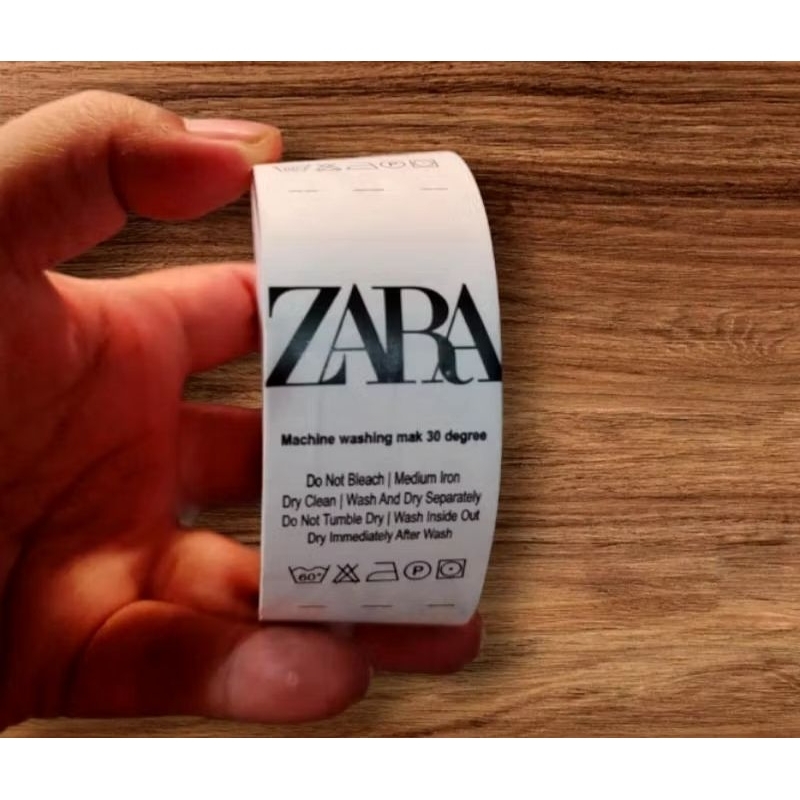 ZARA
Machine washing mak 30 degree
Do Not Bleach | Medium Iron
Dry Clean | Wash And Dry Separately
Do Not Tumble Dry | Wash Inside Out
Dry Immediately After Wash
60° P